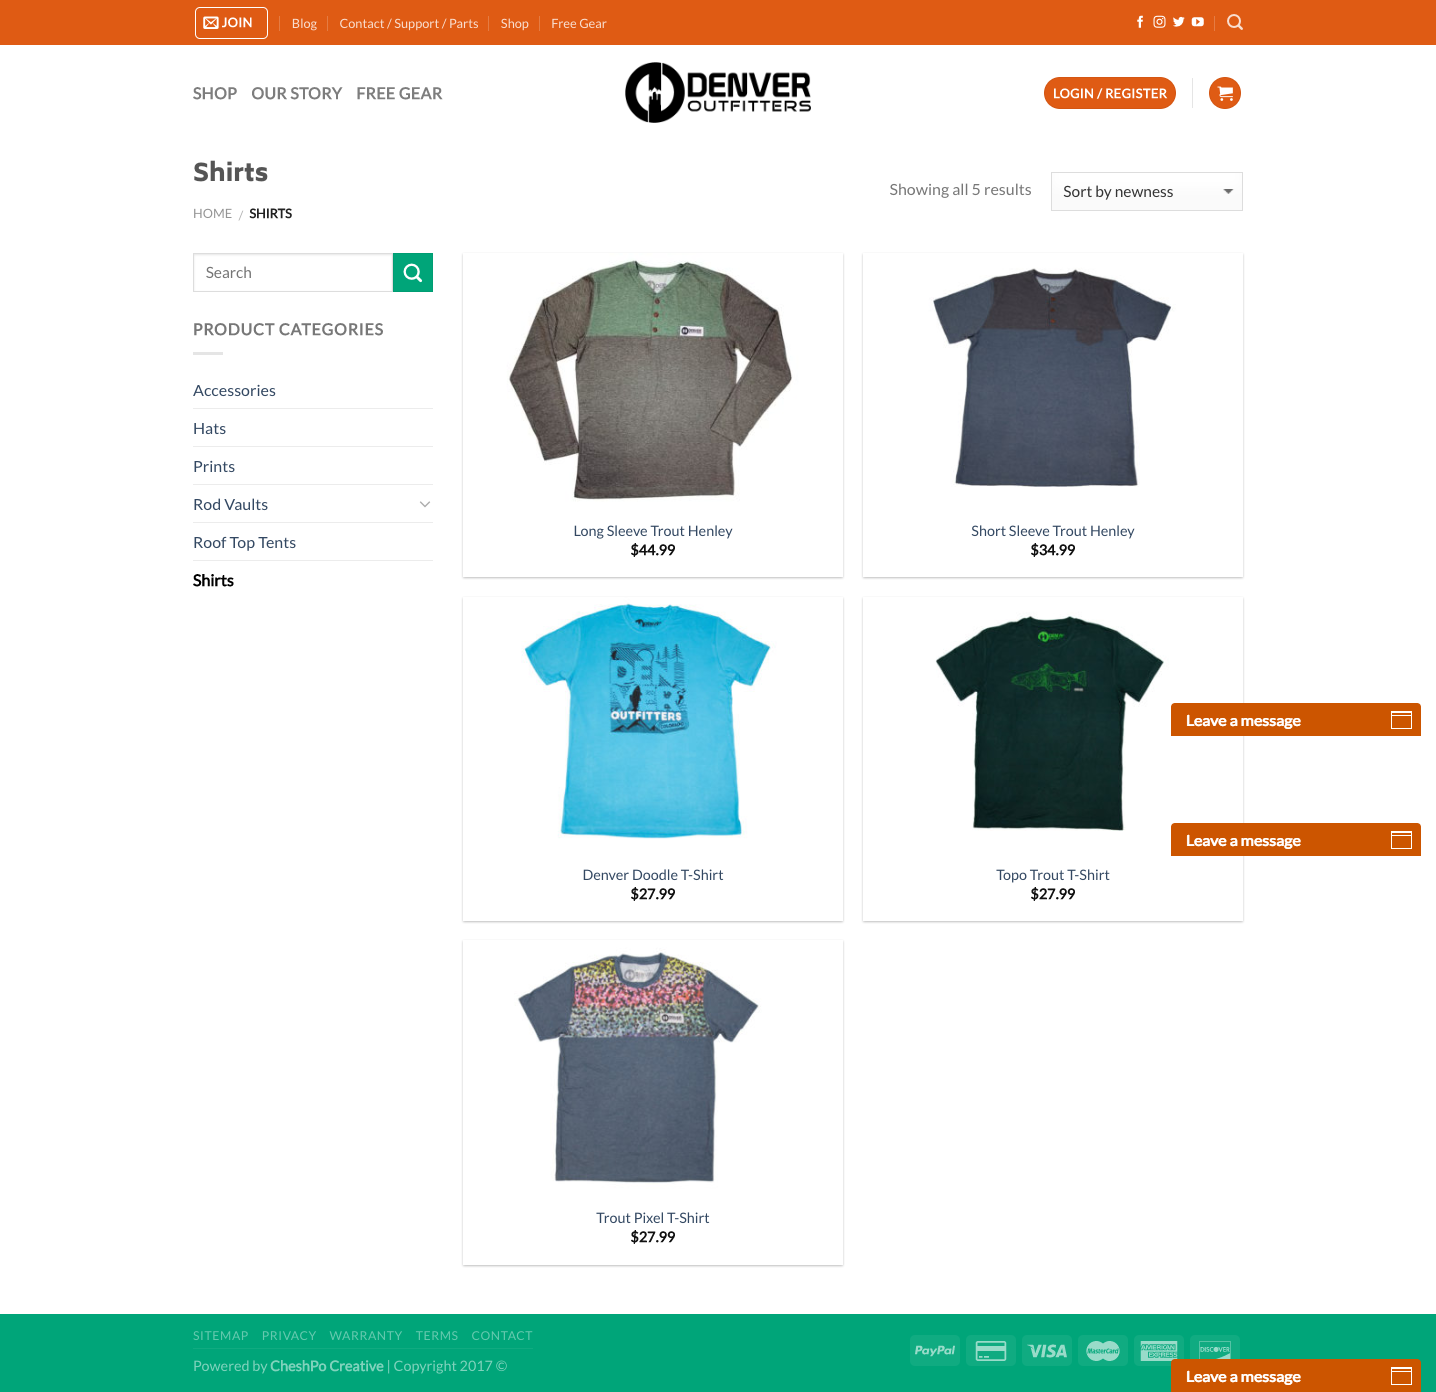 JOIN
Blog
Contact / Support / Parts
Shop
Free Gear
SHOP
OUR STORY
FREE GEAR
DENVER
OUTFITTERS
LOGIN / REGISTER
Shirts
HOME / SHIRTS
Showing all 5 results
Sort by newness
Search
PRODUCT CATEGORIES
Accessories
Hats
Prints
Rod Vaults
Roof Top Tents
Shirts
Long Sleeve Trout Henley
$44.99
Short Sleeve Trout Henley
$34.99
DENVER
OUTFITTERS
Denver Doodle T-Shirt
$27.99
Topo Trout T-Shirt
$27.99
Leave a message
Leave a message
DENVER
Trout Pixel T-Shirt
$27.99
SITEMAP
PRIVACY
WARRANTY
TERMS
CONTACT
Powered by CheshPo Creative | Copyright 2017 ©
PayPal
VISA
MasterCard
AMERICAN
EXPRESS
DISCOVER
Leave a message